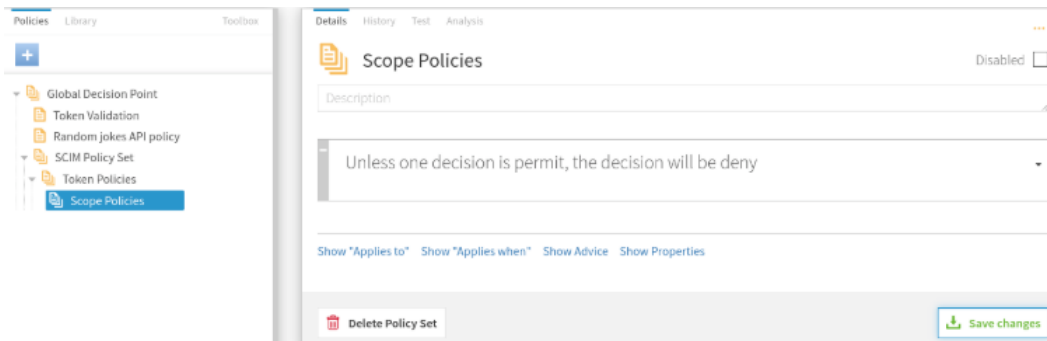 Policies Library Toolbox
+
Global Decision Point
Token Validation
Random jokes API policy
SCIM Policy Set
Token Policies
Scope Policies
Details History Test Analysis
Scope Policies
Disabled
Description
Unless one decision is permit, the decision will be deny
Show "Applies to" Show "Applies when" Show Advice Show Properties
Delete Policy Set
Save changes